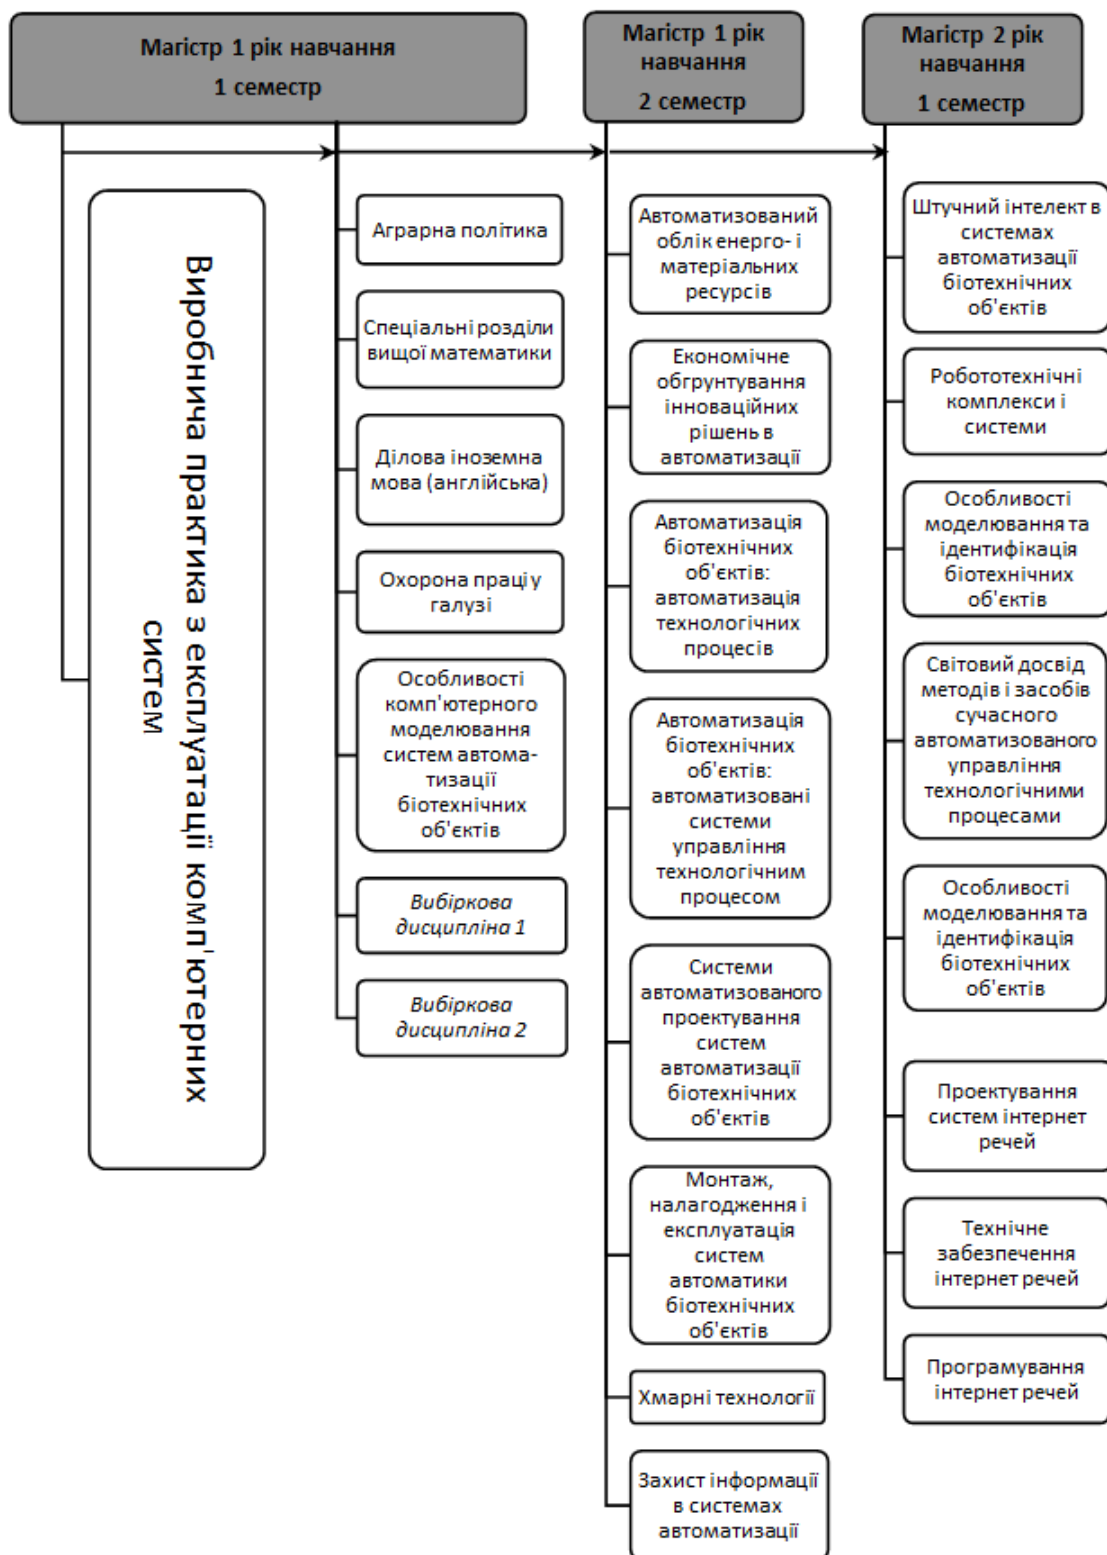 Магістр 1 рік навчання
1 семестр
Виробнича практика з експлуатації комп'ютерних
систем
Аграрна політика
Спеціальні розділи
вищої математики
Ділова іноземна
мова (англійська)
Охорона праці у
галузі
Особливості
комп'ютерного
моделювання
систем автома-
тизації
біотехнічних
об'єктів
Вибіркова
дисципліна 1
Вибіркова
дисципліна 2
Магістр 1 рік
навчання
2 семестр
Автоматизований
облік енерго- і
матеріальних
ресурсів
Економічне
обгрунтування
інноваційних
рішень в
автоматизації
Автоматизація
біотехнічних
об'єктів:
автоматизація
технологічних
процесів
Автоматизація
біотехнічних
об'єктів:
автоматизовані
системи
управління
технологічним
процесом
Системи
автоматизованого
проектування
систем
автоматизації
біотехнічних
об'єктів
Монтаж,
налагодження і
експлуатація
систем
автоматики
біотехнічних
об'єктів
Хмарні технології
Захист інформації
в системах
автоматизації
Магістр 2 рік
навчання
1 семестр
Штучний інтелект в
системах
автоматизації
біотехнічних
об'єктів
Робототехнічні
комплекси і
системи
Особливості
моделювання та
ідентифікація
біотехнічних
об'єктів
Світовий досвід
методів і засобів
сучасного
автоматизованого
управління
технологічними
процесами
Особливості
моделювання та
ідентифікація
біотехнічних
об'єктів
Проектування
систем інтернет
речей
Технічне
забезпечення
інтернет речей
Програмування
інтернет речей